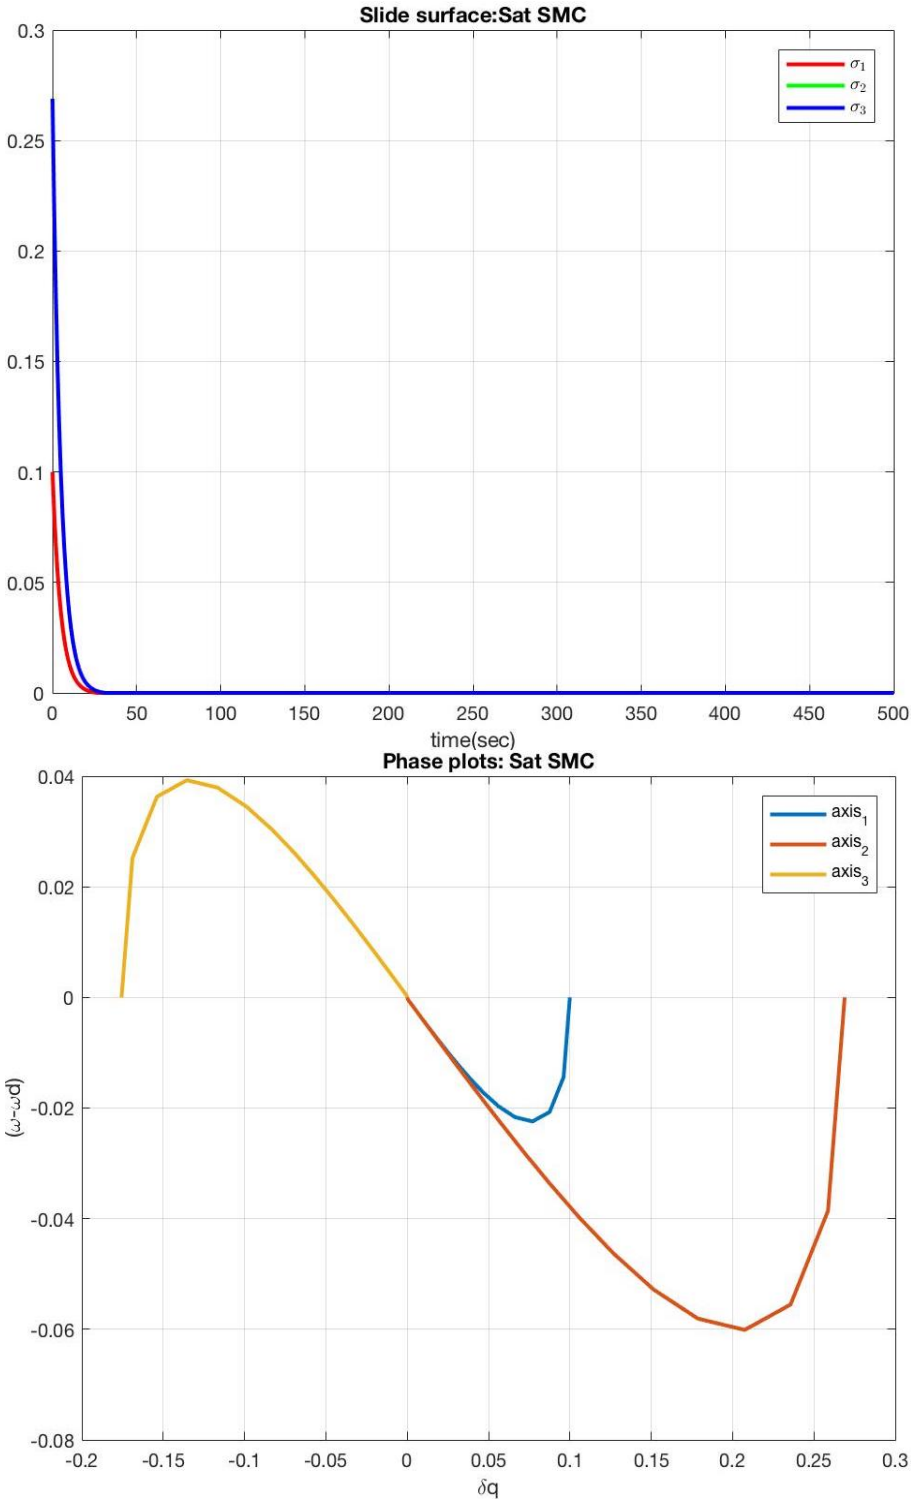 Slide surface:Sat SMC
0.3
0.25
0.2
0.15
0.1
0.05
0
σ1
σ2
σ3
0 50 100 150 200 250 300 350 400 450 500
time(sec)
Phase plots: Sat SMC
0.04
0.02
0
-0.02
-0.04
-0.06
-0.08
(ω-ωd)
axis1
axis2
axis3
-0.2 -0.15 -0.1 -0.05 0 0.05 0.1 0.15 0.2 0.25 0.3
δq